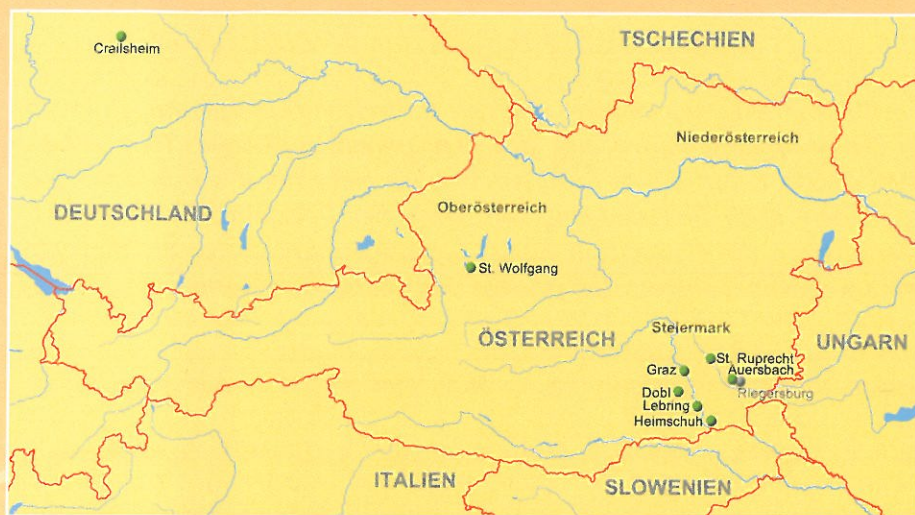 TSCHECHIEN
Crailsheim
Niederösterreich
DEUTSCHLAND
Oberösterreich
St. Wolfgang
Steiermark
ÖSTERREICH
UNGARN
St. Ruprecht
Graz
Auersbach
Dobl
Riegersburg
Lebring
Heimschuh
ITALIEN
SLOWENIEN